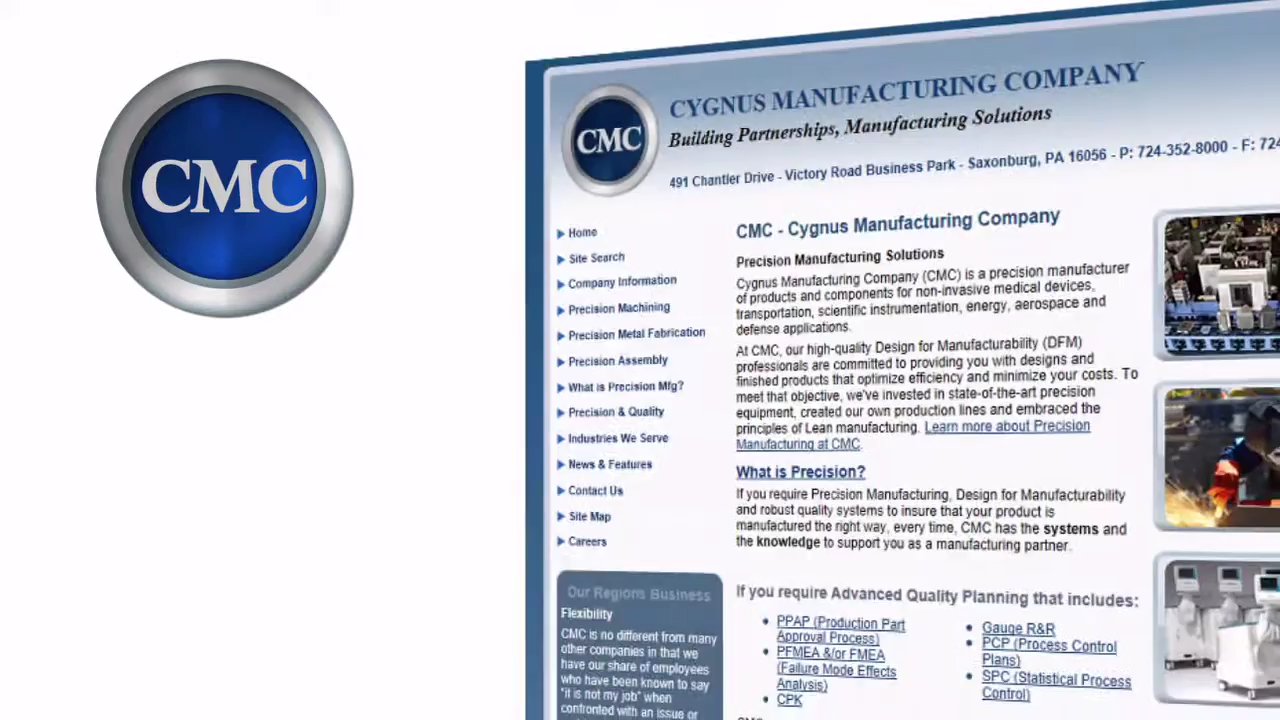 CMC
CMC
CYGNUS MANUFACTURING COMPANY
Building Partnerships, Manufacturing Solutions
491 Chantler Drive - Victory Road Business Park - Saxonburg, PA 16056 - P: 724-352-8000 - F: 724
Home
Site Search
Company Information
Precision Machining
Precision Metal Fabrication
Precision Assembly
What is Precision Mfg?
Precision & Quality
Industries We Serve
News & Features
Contact Us
Site Map
Careers
Our Regions Business
Flexibility
CMC is no different from many
other companies in that we
have our share of employees
who have been known to say
"it is not my job" when
confronted with an issue or
CMC - Cygnus Manufacturing Company
Precision Manufacturing Solutions
Cygnus Manufacturing Company (CMC) is a precision manufacturer
of products and components for non-invasive medical devices,
transportation, scientific instrumentation, energy, aerospace and
defense applications.
At CMC, our high-quality Design for Manufacturability (DFM)
professionals are committed to providing you with designs and
finished products that optimize efficiency and minimize your costs. To
meet that objective, we've invested in state-of-the-art precision
equipment, created our own production lines and embraced the
principles of Lean manufacturing. Learn more about Precision
Manufacturing at CMC.
What is Precision?
If you require Precision Manufacturing, Design for Manufacturability
and robust quality systems to insure that your product is
manufactured the right way, every time, CMC has the systems and
the knowledge to support you as a manufacturing partner.
If you require Advanced Quality Planning that includes:
PPAP (Production Part
Approval Process)
PFMEA &/or FMEA
(Failure Mode Effects
Analysis)
CPK
Gauge R&R
PCP (Process Control
Plans)
SPC (Statistical Process
Control)